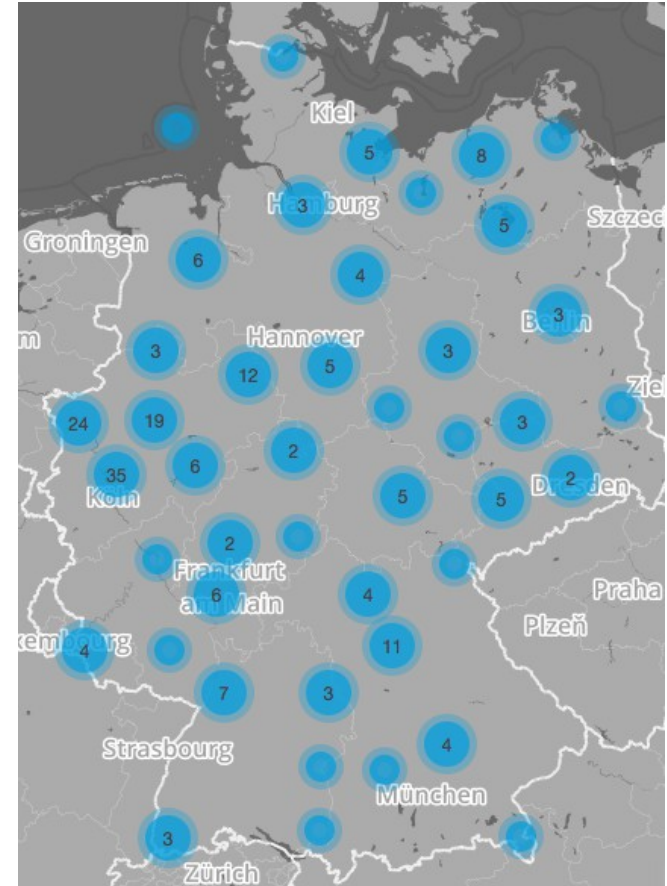 Kiel
5
8
3
Hamburg
5
Szczec
Groningen
6
4
3
Berlin
m
Hannover
3
5
3
12
Ziel
24
19
3
2
6
35
Köln
2
Dresden
5
5
2
Frankfurt
am Main
6
4
Praha
Plzeň
xembourg
4
11
7
3
Strasbourg
4
München
3
Zürich